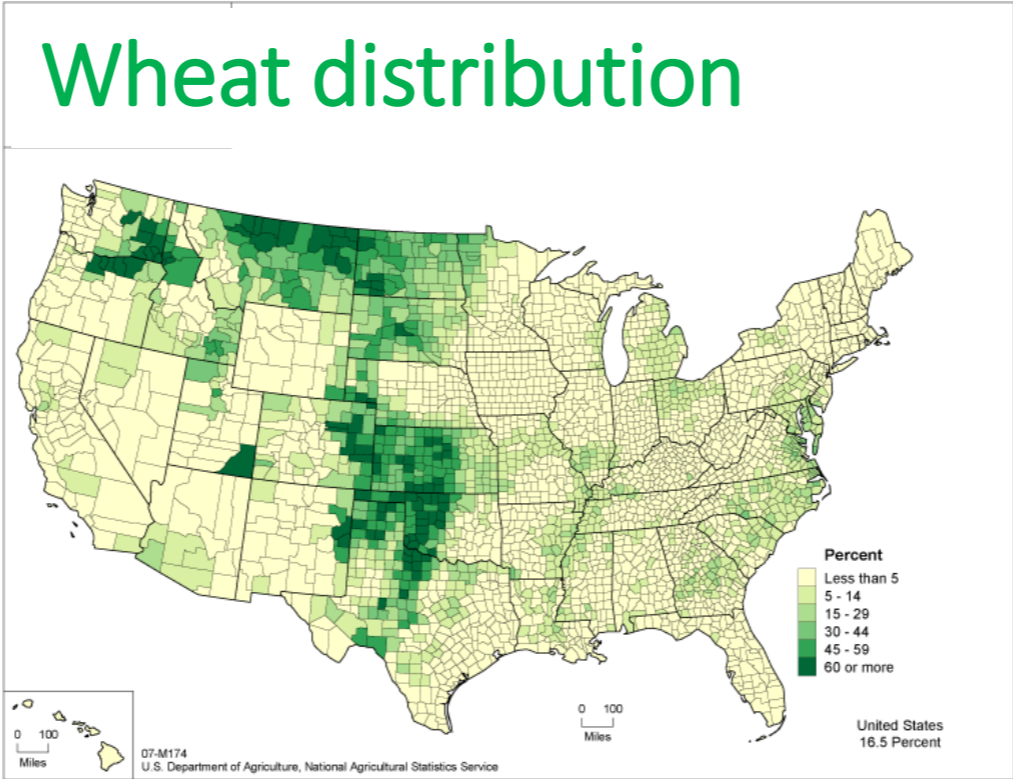 Wheat distribution
Percent
Less than 5
5 - 14
15 - 29
30 - 44
45 - 59
60 or more
0 100
Miles
United States
16.5 Percent
0 100
Miles
07-M174
U.S. Department of Agriculture, National Agricultural Statistics Service